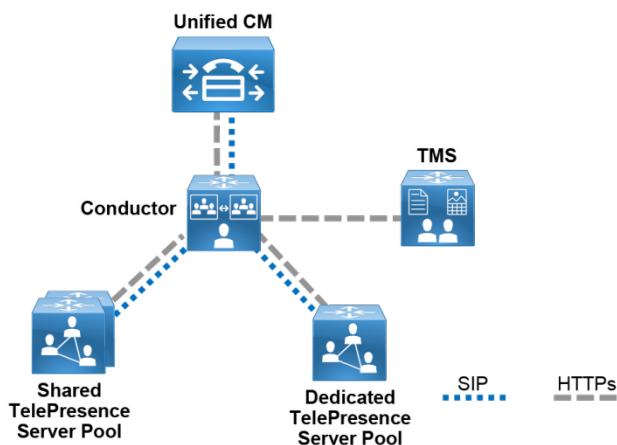 Unified CM
TMS
Conductor
Shared
TelePresence
Server Pool
Dedicated
TelePresence
Server Pool
SIP
HTTPs